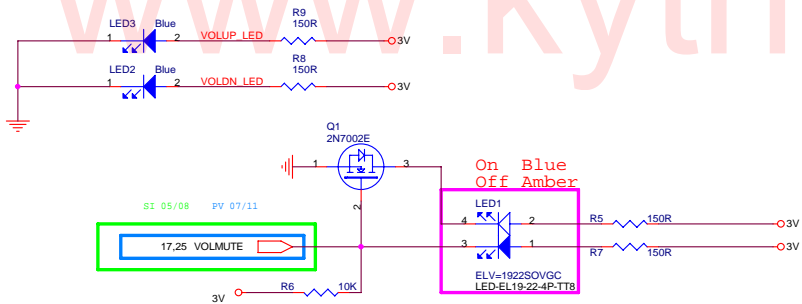 www.kyth
LED3 Blue
R9
150R
1 2 VOLUP_LED 3V
LED2 Blue
R8
150R
1 2 VOLDN_LED 3V
Q1
2N7002E
1 3
2
On Blue
Off Amber
SI 05/08 PV 07/11
LED1
4 2 R5 150R 3V
17,25 VOLMUTE
3 1 R7 150R 3V
ELV=1922SOVGC
LED-EL19-22-4P-TT8
3V R6 10K